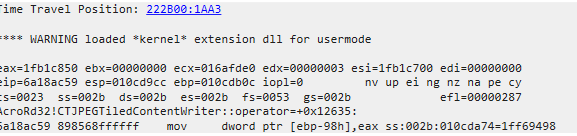 Time Travel Position: 222B00:1AA3
**** WARNING loaded *kernel* extension dll for usermode
eax=1fb1c850 ebx=00000000 ecx=016afde0 edx=00000003 esi=1fb1c700 edi=00000000
eip=6a18ac59 esp=010cd9cc ebp=010cdb0c iopl=0 nv up ei ng nz na pe cy
cs=0023 ss=002b ds=002b es=002b fs=0053 gs=002b efl=00000287
AcroRd32!CTJPEGTiledContentWriter::operator=+0x12635:
6a18ac59 898568ffffff mov dword ptr [ebp-98h],eax ss:002b:010cda74=1ff69498